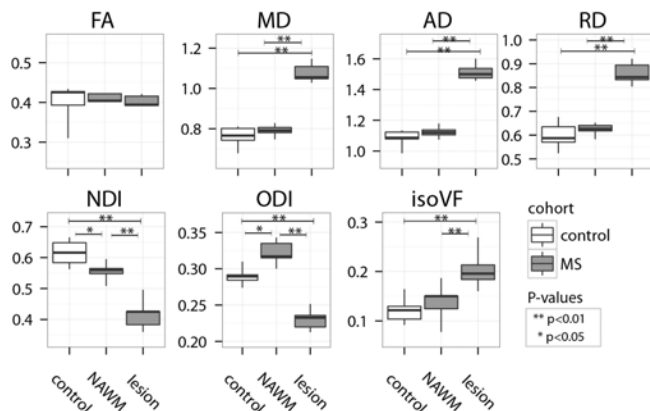 FA
MD
AD
RD
0.5
0.4
0.3
**
**
1.2
1.0
0.8
**
**
1.6
1.4
1.2
1.0
**
**
1.0
0.9
0.8
0.7
0.6
0.5
NDI
ODI
isoVF
0.7
0.6
0.5
0.4
**
*
**
0.35
0.30
0.25
0.20
**
*
**
0.3
0.2
0.1
**
**
control
NAWM
lesion
control
NAWM
lesion
control
NAWM
lesion
cohort
control
MS
P-values
** p<0.01
* p<0.05